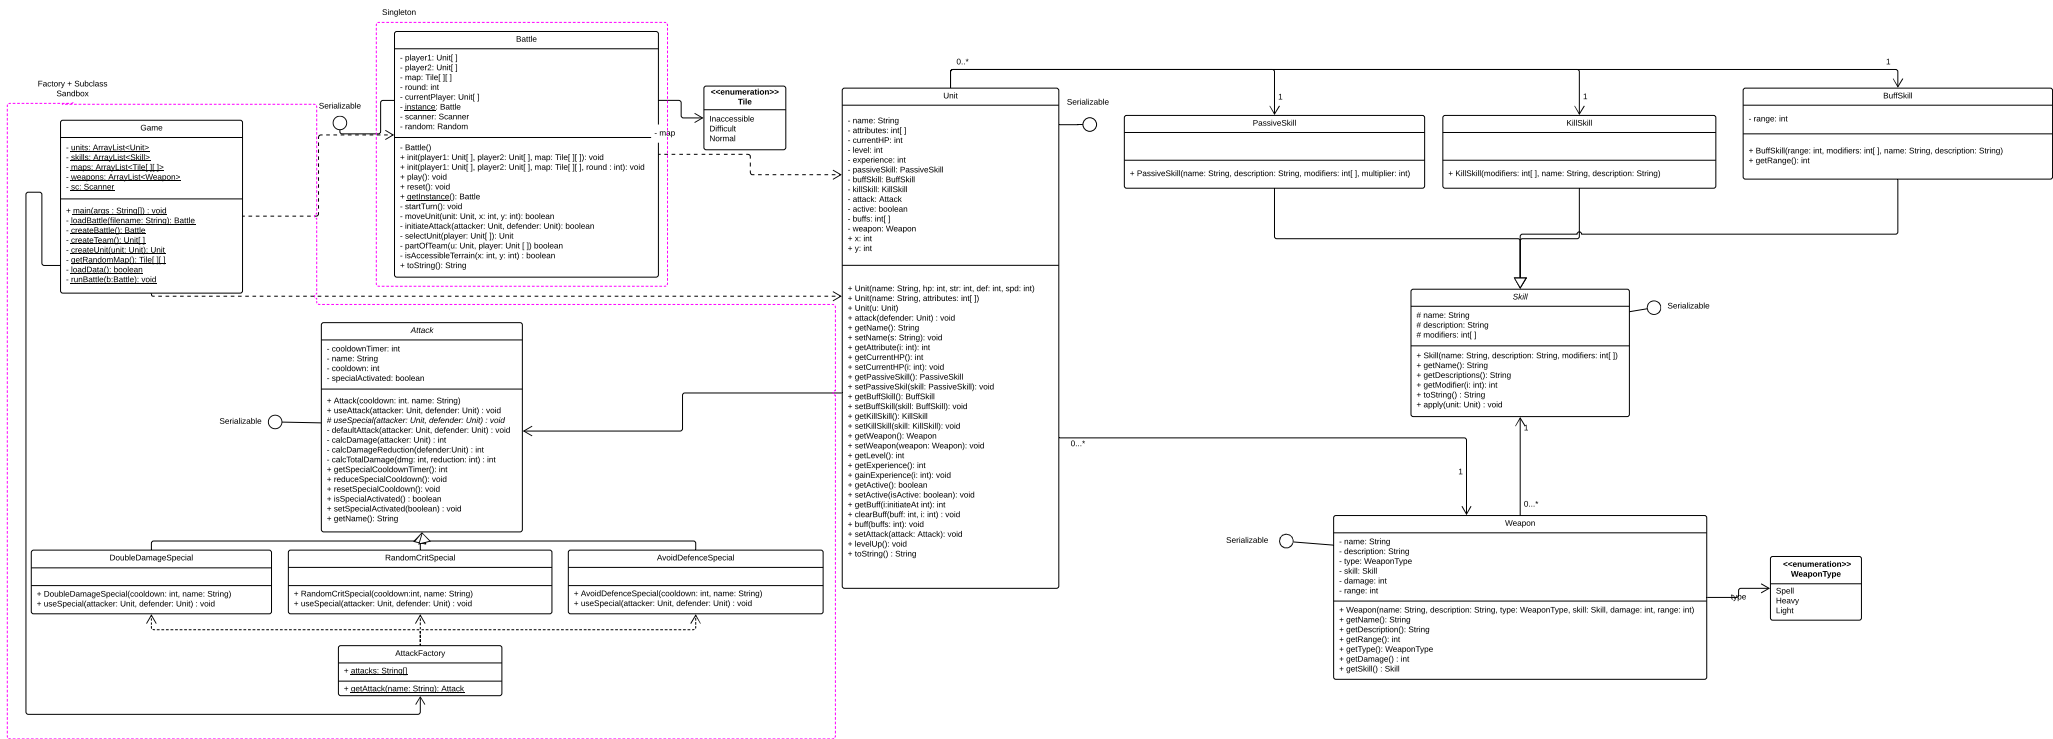 Singleton
Factory + Subclass
Sandbox
Game
- units: ArrayList<Unit>
- skills: ArrayList<Skill>
- maps: ArrayList<Tile[ ][ ]>
- weapons: ArrayList<Weapon>
- sc: Scanner
+ main(args : String[]) : void
- loadBattle(filename: String): Battle
- createBattle(): Battle
- createTeam(): Unit[ ]
- createUnit(unit: Unit): Unit
- getRandomMap(): Tile[ ][ ]
- loadData(): boolean
- runBattle(b:Battle): void
Serializable
Battle
- player1: Unit[ ]
- player2: Unit[ ]
- map: Tile[ ][ ]
- round: int
- currentPlayer: Unit[ ]
- instance: Battle
- scanner: Scanner
- random: Random
- Battle()
+ init(player1: Unit[ ], player2: Unit[ ], map: Tile[ ][ ]): void
+ init(player1: Unit[ ], player2: Unit[ ], map: Tile[ ][ ], round : int): void
+ play(): void
+ reset(): void
+ getInstance(): Battle
- startTurn(): void
- moveUnit(unit: Unit, x: int, y: int): boolean
- initiateAttack(attacker: Unit, defender: Unit): boolean
- selectUnit(player: Unit[ ]): Unit
- partOfTeam(u: Unit, player: Unit [ ]) boolean
- isAccessibleTerrain(x: int, y: int) : boolean
+ toString(): String
- map
<<enumeration>>
Tile
Inaccessible
Difficult
Normal
Attack
- cooldownTimer: int
- name: String
- cooldown: int
- specialActivated: boolean
+ Attack(cooldown: int. name: String)
+ useAttack(attacker: Unit, defender: Unit) : void
# useSpecial(attacker: Unit, defender: Unit) : void
- defaultAttack(attacker: Unit, defender: Unit) : void
- calcDamage(attacker: Unit) : int
- calcDamageReduction(defender:Unit) : int
- calcTotalDamage(dmg: int, reduction: int) : int
+ getSpecialCooldownTimer(): int
+ reduceSpecialCooldown(): void
+ resetSpecialCooldown(): void
+ isSpecialActivated() : boolean
+ setSpecialActivated(boolean) : void
+ getName(): String
Serializable
DoubleDamageSpecial
+ DoubleDamageSpecial(cooldown: int, name: String)
+ useSpecial(attacker: Unit, defender: Unit) : void
RandomCritSpecial
+ RandomCritSpecial(cooldown:int, name: String)
+ useSpecial(attacker: Unit, defender: Unit) : void
AvoidDefenceSpecial
+ AvoidDefenceSpecial(cooldown: int, name: String)
+ useSpecial(attacker: Unit, defender: Unit) : void
AttackFactory
+ attacks: String[]
+ getAttack(name: String): Attack
Unit
- name: String
- attributes: int[ ]
- currentHP: int
- level: int
- experience: int
- passiveSkill: PassiveSkill
- buffSkill: BuffSkill
- killSkill: KillSkill
- attack: Attack
- active: boolean
- buffs: int[ ]
- weapon: Weapon
+ x: int
+ y: int
+ Unit(name: String, hp: int, str: int, def: int, spd: int)
+ Unit(name: String, attributes: int[ ])
+ Unit(u: Unit)
+ attack(defender: Unit) : void
+ getName(): String
+ setName(s: String): void
+ getAttribute(i: int): int
+ getCurrentHP(): int
+ setCurrentHP(i: int): void
+ getPassiveSkill(): PassiveSkill
+ setPassiveSkil(skill: PassiveSkill): void
+ getBuffSkill(): BuffSkill
+ setBuffSkill(skill: BuffSkill): void
+ getKillSkill(): KillSkill
+ setKillSkill(skill: KillSkill): void
+ getWeapon(): Weapon
+ setWeapon(weapon: Weapon): void
+ getLevel(): int
+ getExperience(): int
+ gainExperience(i: int): void
+ getActive(): boolean
+ setActive(isActive: boolean): void
+ getBuff(i:initiateAt int): int
+ clearBuff(buff: int, i: int) : void
+ buff(buffs: int): void
+ setAttack(attack: Attack): void
+ levelUp(): void
+ toString() : String
Serializable
0..*
1
1
1
PassiveSkill
+ PassiveSkill(name: String, description: String, modifiers: int[ ], multiplier: int)
KillSkill
+ KillSkill(modifiers: int[ ], name: String, description: String)
BuffSkill
- range: int
+ BuffSkill(range: int, modifiers: int[ ], name: String, description: String)
+ getRange(): int
Skill
# name: String
# description: String
# modifiers: int[ ]
+ Skill(name: String, description: String, modifiers: int[ ])
+ getName(): String
+ getDescriptions(): String
+ getModifier(i: int): int
+ toString() : String
+ apply(unit: Unit) : void
Serializable
1
0...*
0...*
1
Weapon
- name: String
- description: String
- type: WeaponType
- skill: Skill
- damage: int
- range: int
+ Weapon(name: String, description: String, type: WeaponType, skill: Skill, damage: int, range: int)
+ getName(): String
+ getDescription(): String
+ getRange(): int
+ getType(): WeaponType
+ getDamage() : int
+ getSkill() : Skill
Serializable
type
<<enumeration>>
WeaponType
Spell
Heavy
Light